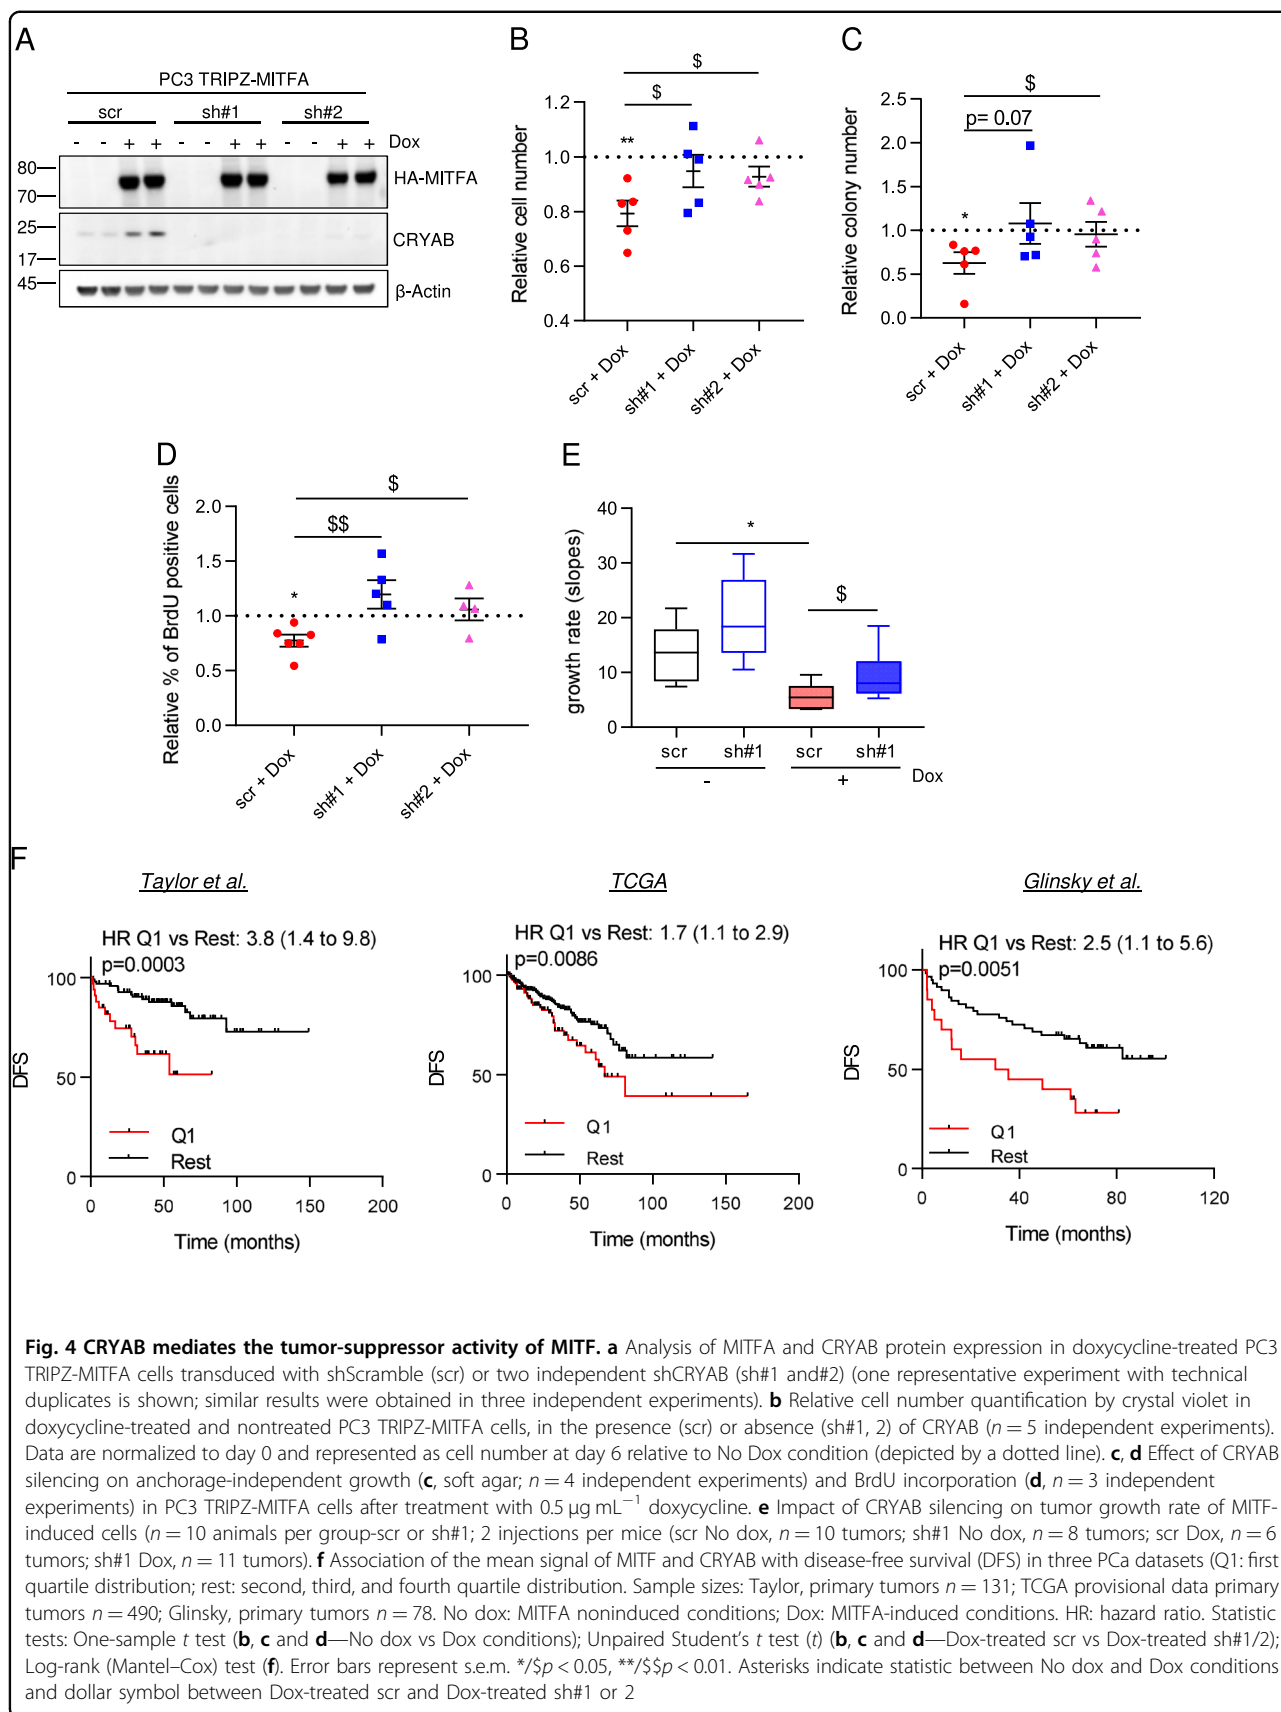 A
PC3 TRIPZ-MITFA
scr sh#1 sh#2
- - + + - - + + - - + + Dox
80
70
HA-MITFA
25
17
CRYAB
45
β-Actin
B
$
$
**
1.2
1.0
0.8
0.6
0.4
Relative cell number
scr + Dox
sh#1 + Dox
sh#2 + Dox
C
$
p= 0.07
*
2.5
2.0
1.5
1.0
0.5
0.0
Relative colony number
scr + Dox
sh#1 + Dox
sh#2 + Dox
D
$
$$
*
2.0
1.5
1.0
0.5
0.0
Relative % of BrdU positive cells
scr + Dox
sh#1 + Dox
sh#2 + Dox
E
*
$
40
30
20
10
0
growth rate (slopes)
scr sh#1 scr sh#1
- + Dox
F
Taylor et al.
HR Q1 vs Rest: 3.8 (1.4 to 9.8)
p=0.0003
100
50
0
DFS
Q1
Rest
0 50 100 150 200
Time (months)
TCGA
HR Q1 vs Rest: 1.7 (1.1 to 2.9)
p=0.0086
100
50
0
DFS
Q1
Rest
0 50 100 150 200
Time (months)
Glinsky et al.
HR Q1 vs Rest: 2.5 (1.1 to 5.6)
p=0.0051
100
50
0
DFS
Q1
Rest
0 40 80 120
Time (months)
Fig. 4 CRYAB mediates the tumor-suppressor activity of MITF. a Analysis of MITFA and CRYAB protein expression in doxycycline-treated PC3
TRIPZ-MITFA cells transduced with shScramble (scr) or two independent shCRYAB (sh#1 and#2) (one representative experiment with technical
duplicates is shown; similar results were obtained in three independent experiments). b Relative cell number quantification by crystal violet in
doxycycline-treated and nontreated PC3 TRIPZ-MITFA cells, in the presence (scr) or absence (sh#1, 2) of CRYAB (n = 5 independent experiments).
Data are normalized to day 0 and represented as cell number at day 6 relative to No Dox condition (depicted by a dotted line). c, d Effect of CRYAB
silencing on anchorage-independent growth (c, soft agar; n = 4 independent experiments) and BrdU incorporation (d, n = 3 independent
experiments) in PC3 TRIPZ-MITFA cells after treatment with 0.5 µg mL⁻¹ doxycycline. e Impact of CRYAB silencing on tumor growth rate of MITF-
induced cells (n = 10 animals per group-scr or sh#1; 2 injections per mice (scr No dox, n = 10 tumors; sh#1 No dox, n = 8 tumors; scr Dox, n = 6
tumors; sh#1 Dox, n = 11 tumors). f Association of the mean signal of MITF and CRYAB with disease-free survival (DFS) in three PCa datasets (Q1: first
quartile distribution; rest: second, third, and fourth quartile distribution. Sample sizes: Taylor, primary tumors n = 131; TCGA provisional data primary
tumors n = 490; Glinsky, primary tumors n = 78. No dox: MITFA noninduced conditions; Dox: MITFA-induced conditions. HR: hazard ratio. Statistic
tests: One-sample t test (b, c and d—No dox vs Dox conditions); Unpaired Student's t test (t) (b, c and d—Dox-treated scr vs Dox-treated sh#1/2);
Log-rank (Mantel–Cox) test (f). Error bars represent s.e.m. */$p < 0.05, **/$$p < 0.01. Asterisks indicate statistic between No dox and Dox conditions
and dollar symbol between Dox-treated scr and Dox-treated sh#1 or 2